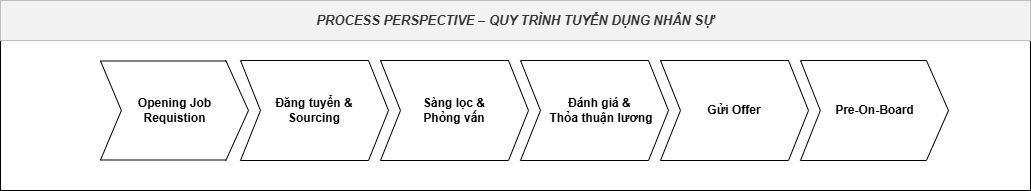 PROCESS PERSPECTIVE – QUY TRÌNH TUYỂN DỤNG NHÂN SỰ
Opening Job
Requistion
Đăng tuyển &
Sourcing
Sàng lọc &
Phỏng vấn
Đánh giá &
Thỏa thuận lương
Gửi Offer
Pre-On-Board